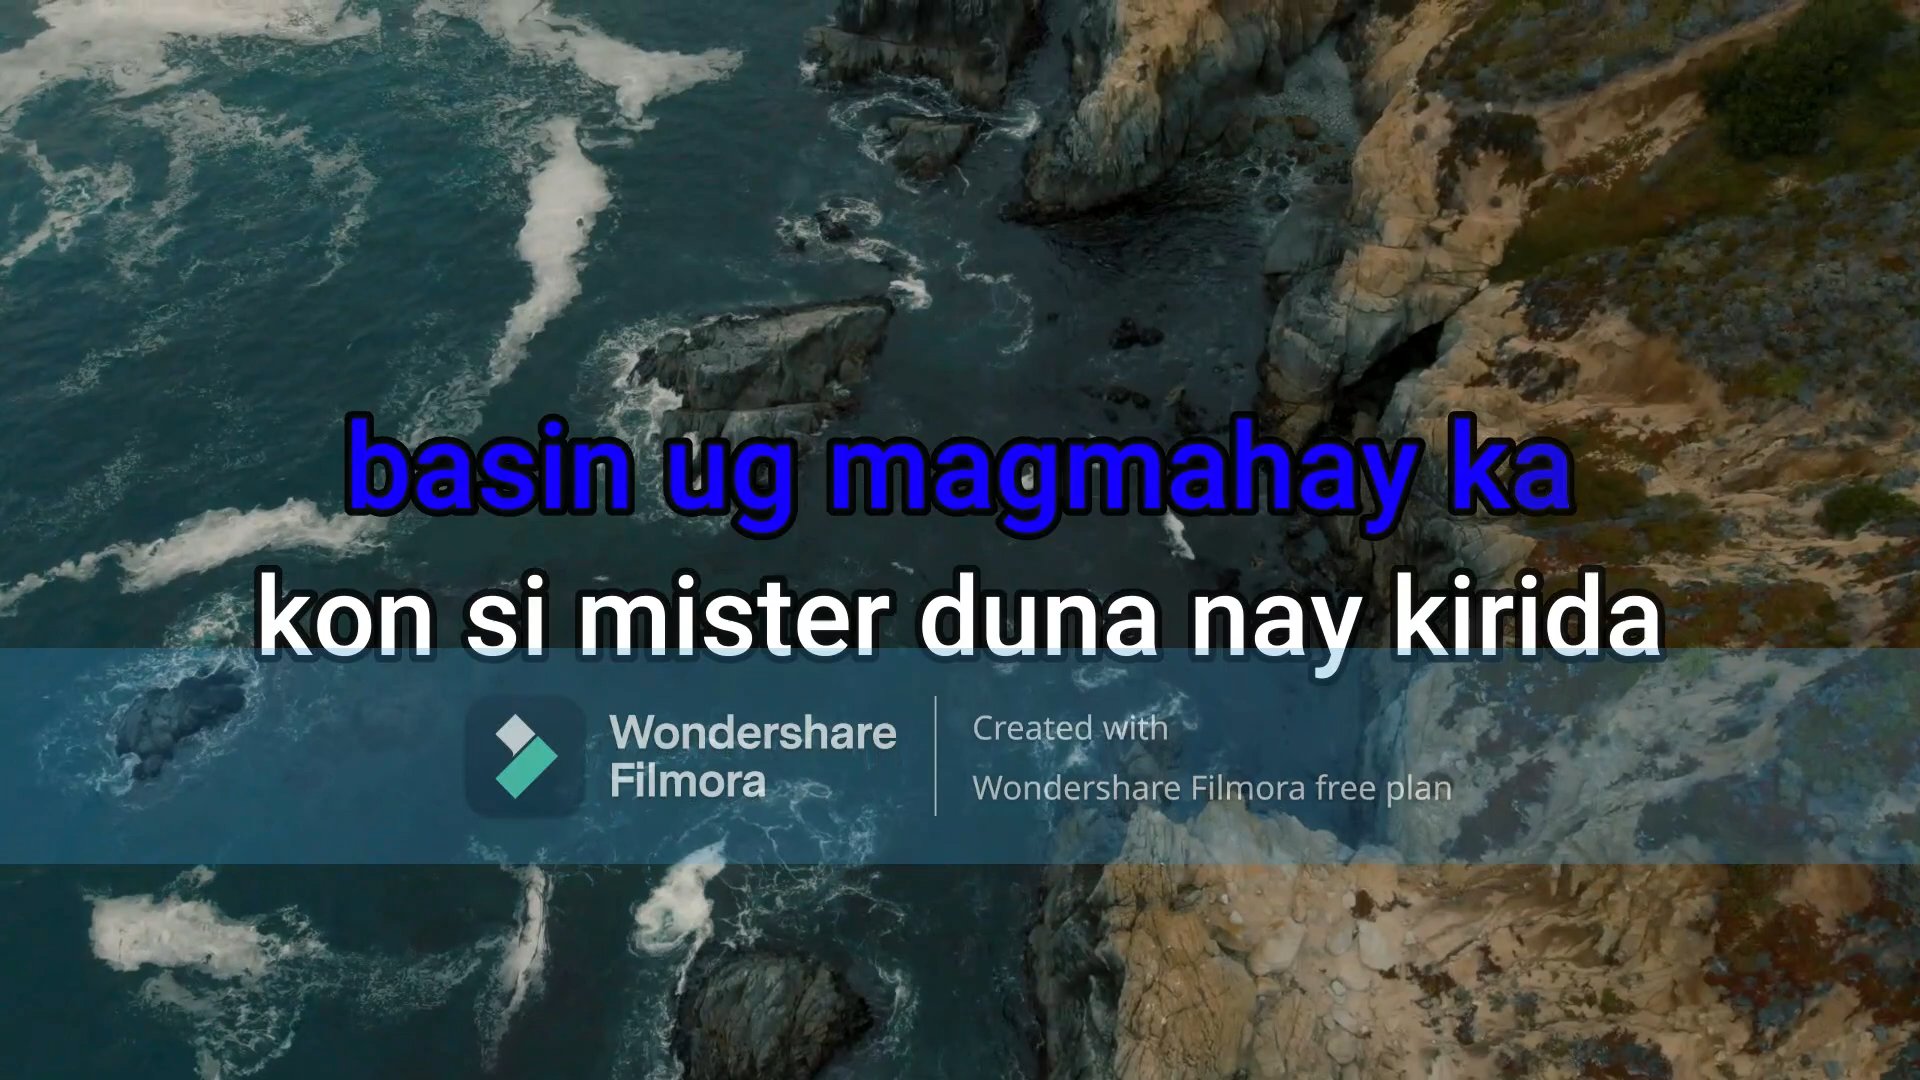 basin ug magmahay ka
kon si mister duna nay kirida
Wondershare
Filmora
Created with
Wondershare Filmora free plan